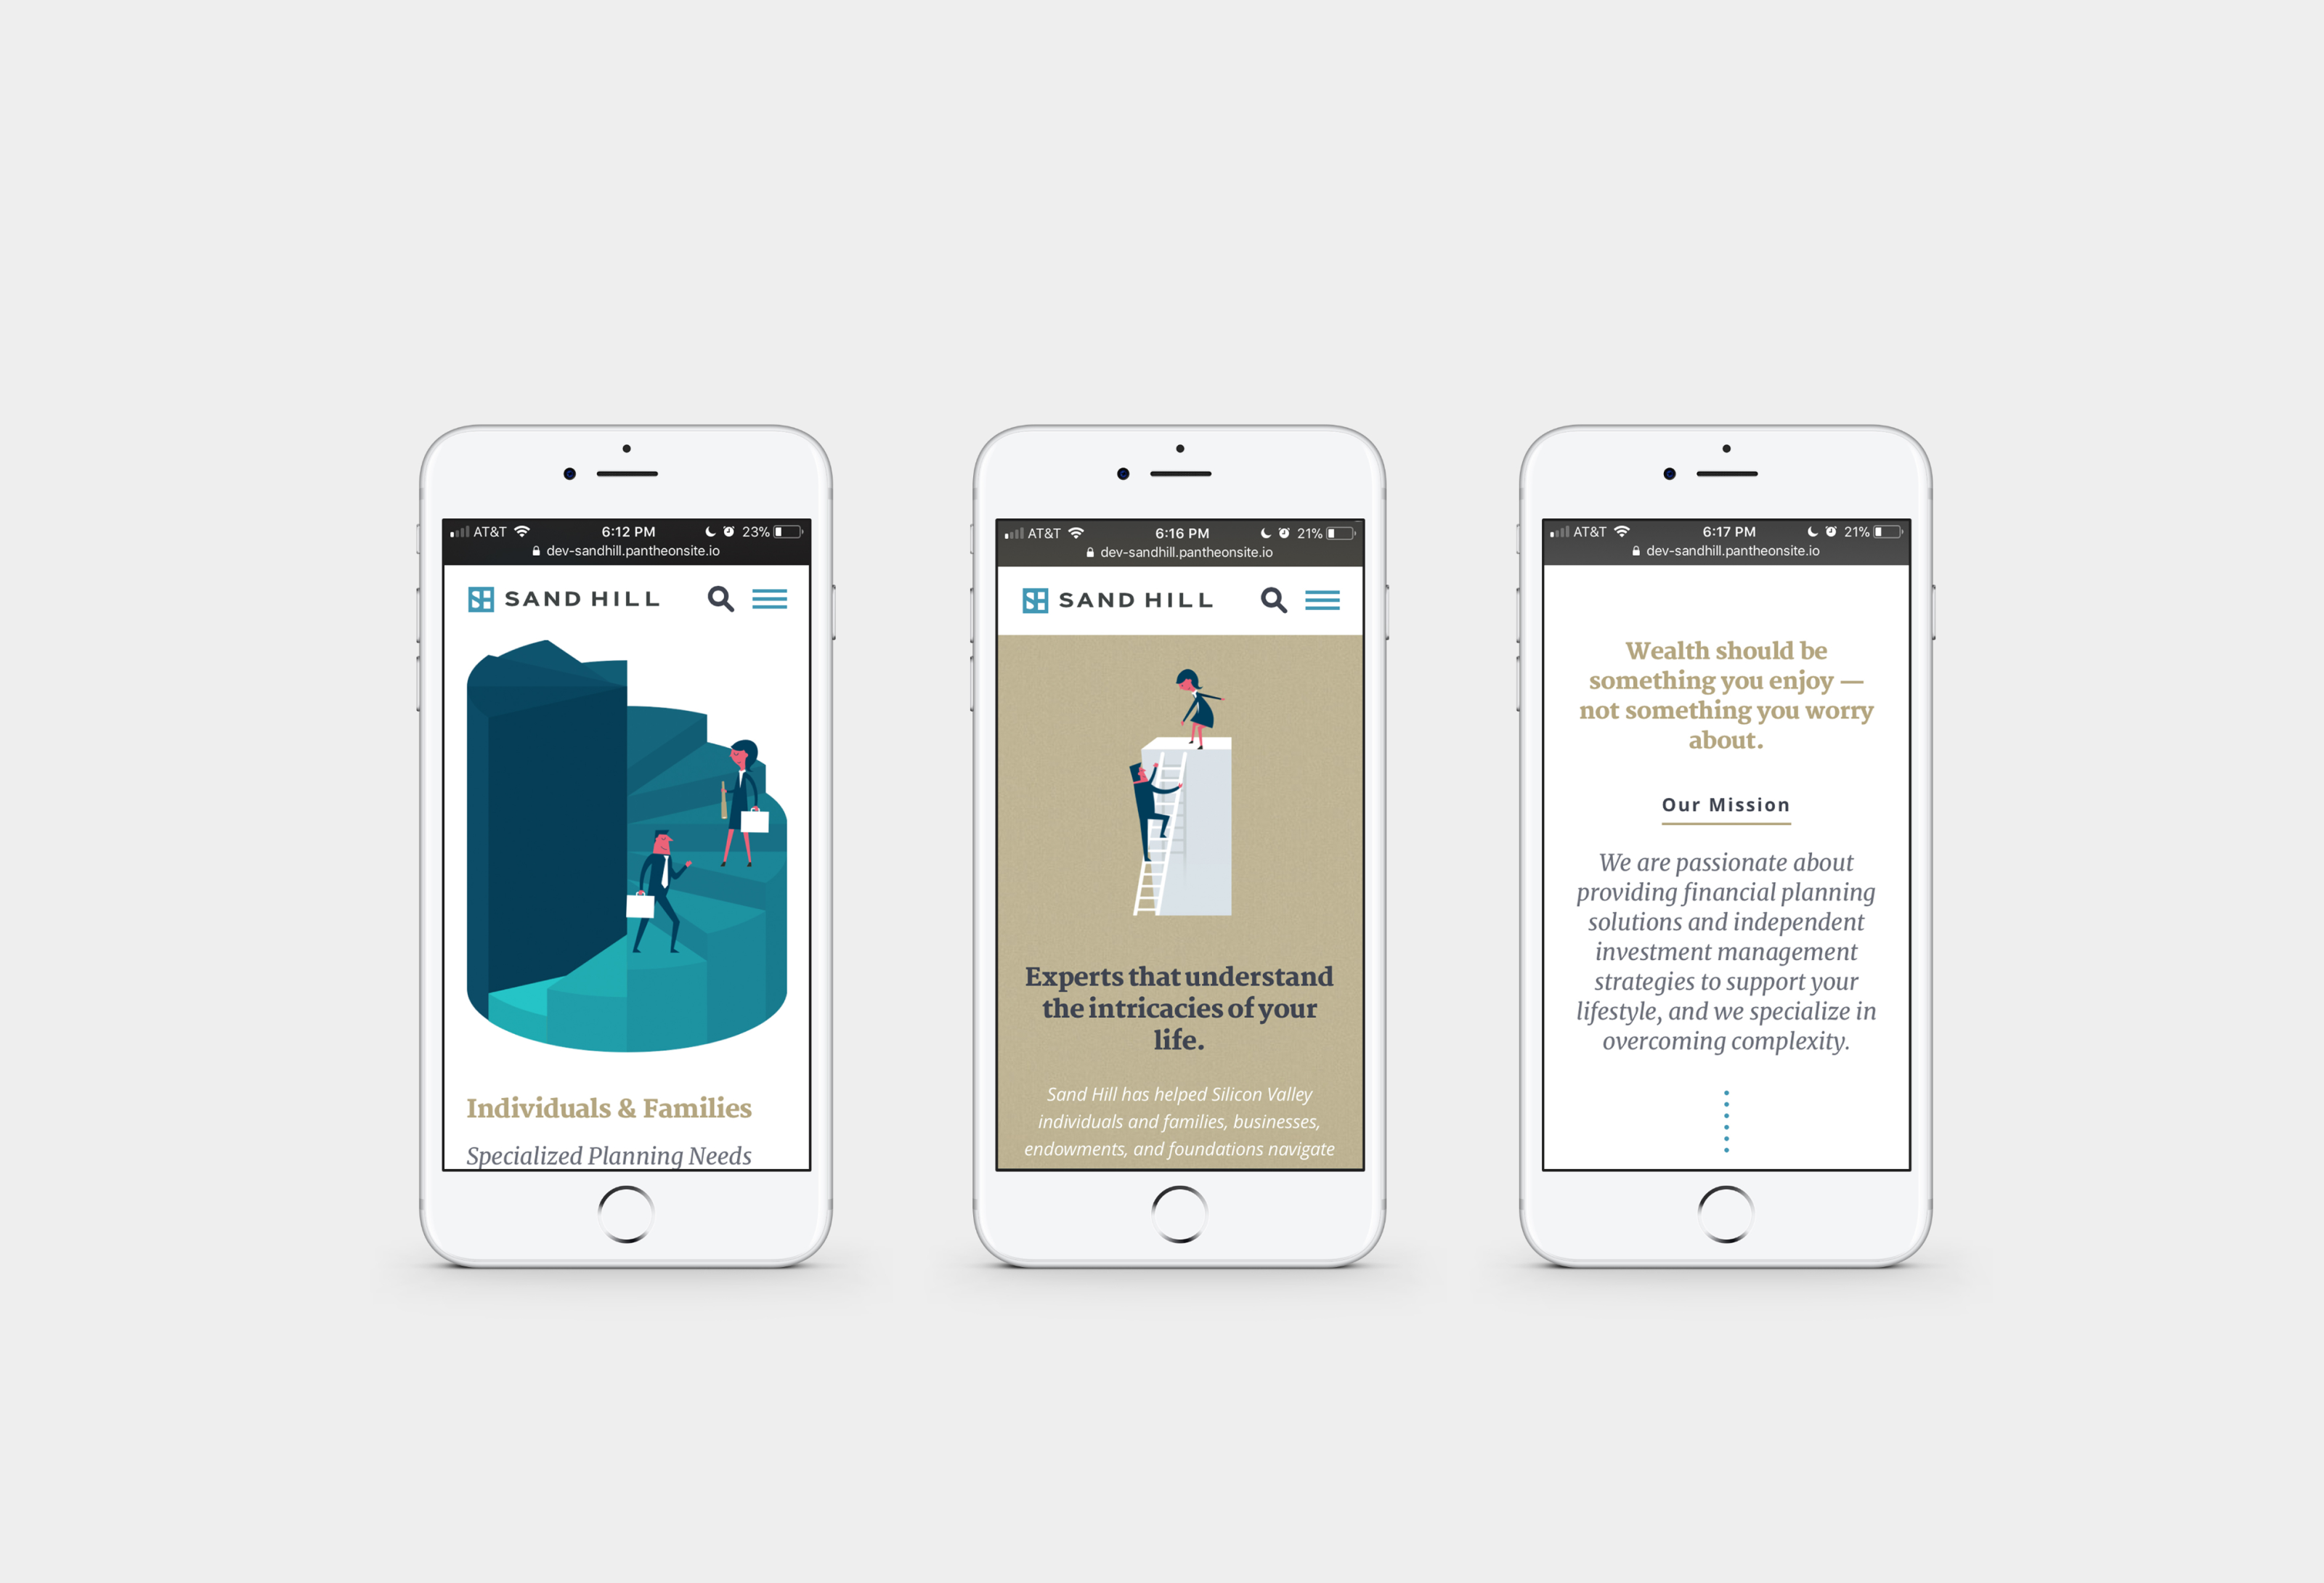 AT&T 6:12 PM 23%
dev-sandhill.pantheonsite.io
SAND HILL
Individuals & Families
Specialized Planning Needs
AT&T 6:16 PM 21%
dev-sandhill.pantheonsite.io
SAND HILL
Experts that understand
the intricacies of your
life.
Sand Hill has helped Silicon Valley
individuals and families, businesses,
endowments, and foundations navigate
AT&T 6:17 PM 21%
dev-sandhill.pantheonsite.io
Wealth should be
something you enjoy —
not something you worry
about.
Our Mission
We are passionate about
providing financial planning
solutions and independent
investment management
strategies to support your
lifestyle, and we specialize in
overcoming complexity.